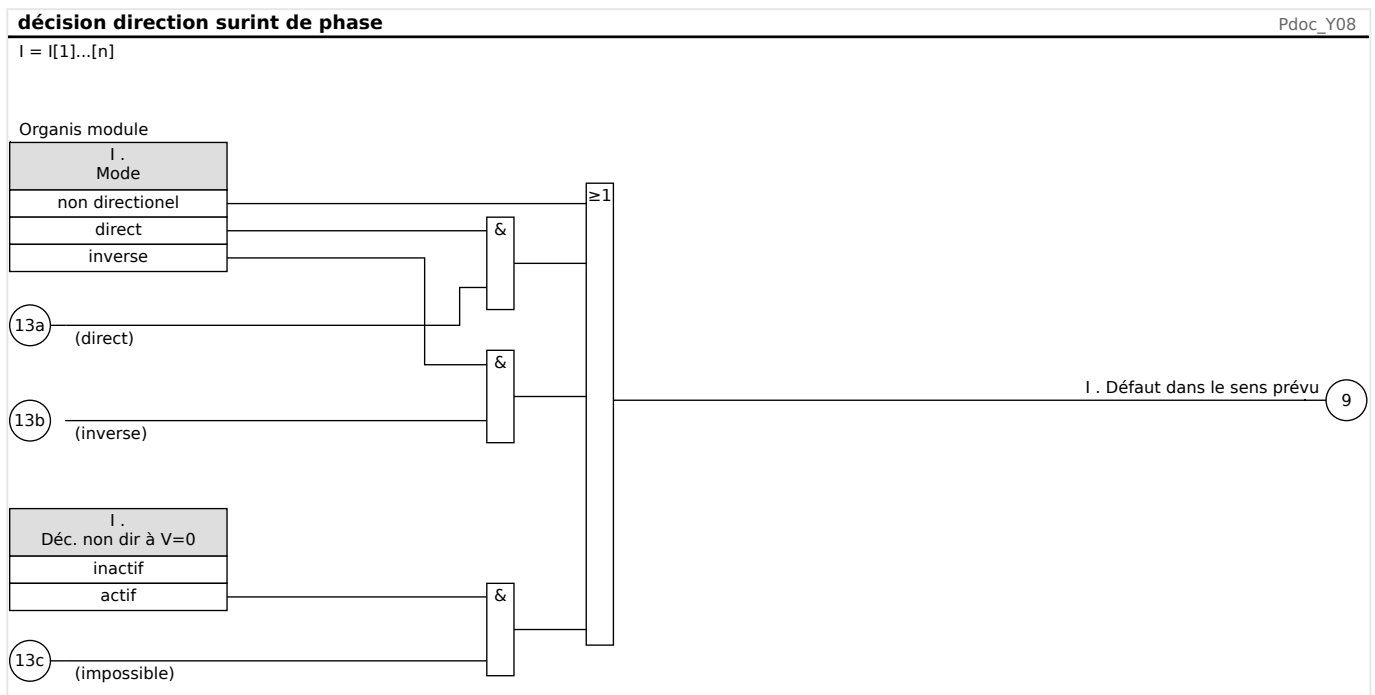 décision direction surint de phase
Pdoc_Y08
I = I[1]...[n]
Organis module
I .
Mode
non directionel
direct
inverse
≥1
&
13a
(direct)
&
13b
(inverse)
I . Défaut dans le sens prévu
9
I .
Déc. non dir à V=0
inactif
actif
&
13c
(impossible)